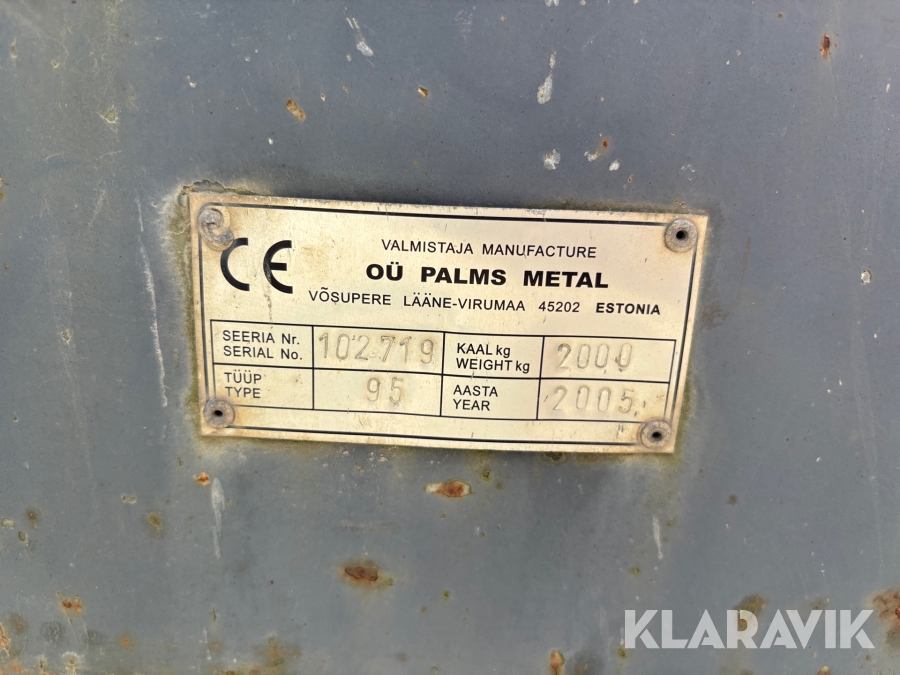 CE
VALMISTAJA MANUFACTURE
OÜ PALMS METAL
VÕSUPERE LÄÄNE-VIRUMAA 45202 ESTONIA
SEERIA Nr.
SERIAL No.
102719
KAAL kg
WEIGHT kg
2000
TÜÜP
TYPE
95
AASTA
YEAR
2005
KLARAVIK